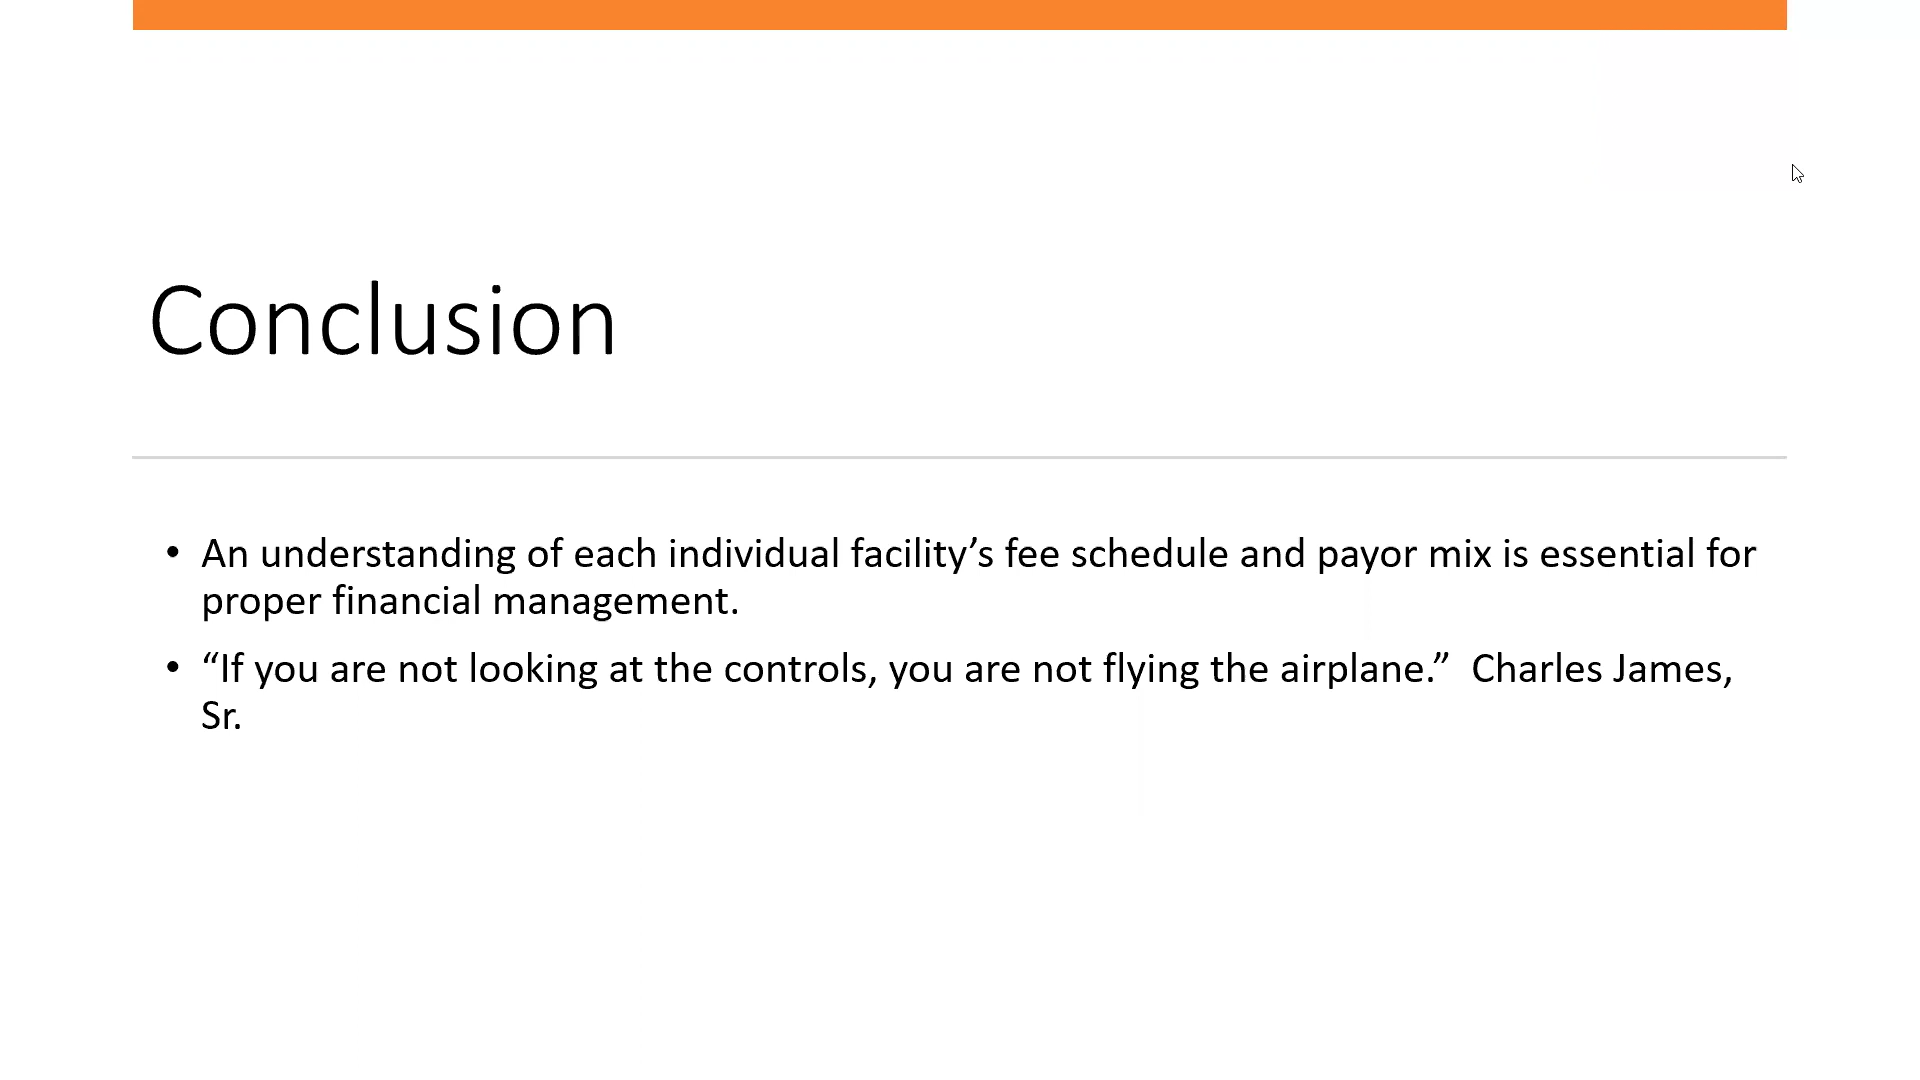 Conclusion
• An understanding of each individual facility’s fee schedule and payor mix is essential for
proper financial management.
• “If you are not looking at the controls, you are not flying the airplane.”  Charles James,
Sr.